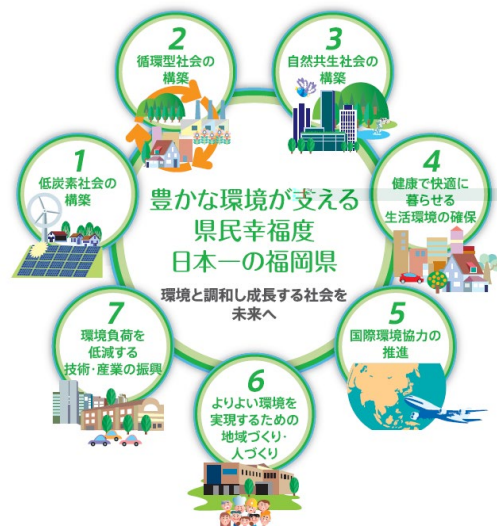 豊かな環境が支える
県民幸福度
日本一の福岡県
環境と調和し成長する社会を
未来へ
1
低炭素社会の
構築
2
循環型社会の
構築
3
自然共生社会の
構築
4
健康で快適に
暮らせる
生活環境の確保
5
国際環境協力の
推進
6
よりよい環境を
実現するための
地域づくり・
人づくり
7
環境負荷を
低減する
技術・産業の振興